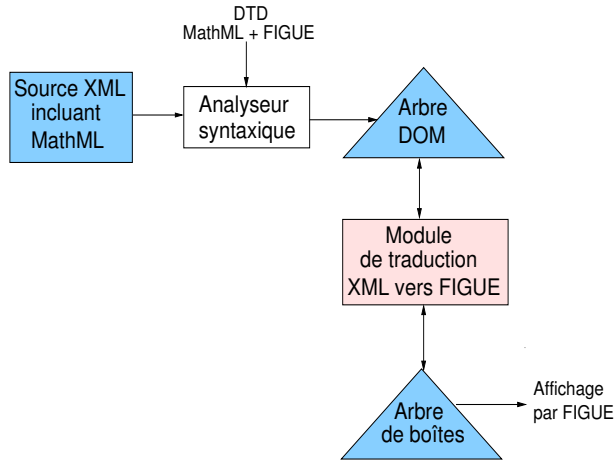 DTD
MathML + FIGUE
Source XML
incluant
MathML
Analyseur
syntaxique
Arbre
DOM
Module
de traduction
XML vers FIGUE
Arbre
de boîtes
Affichage
par FIGUE